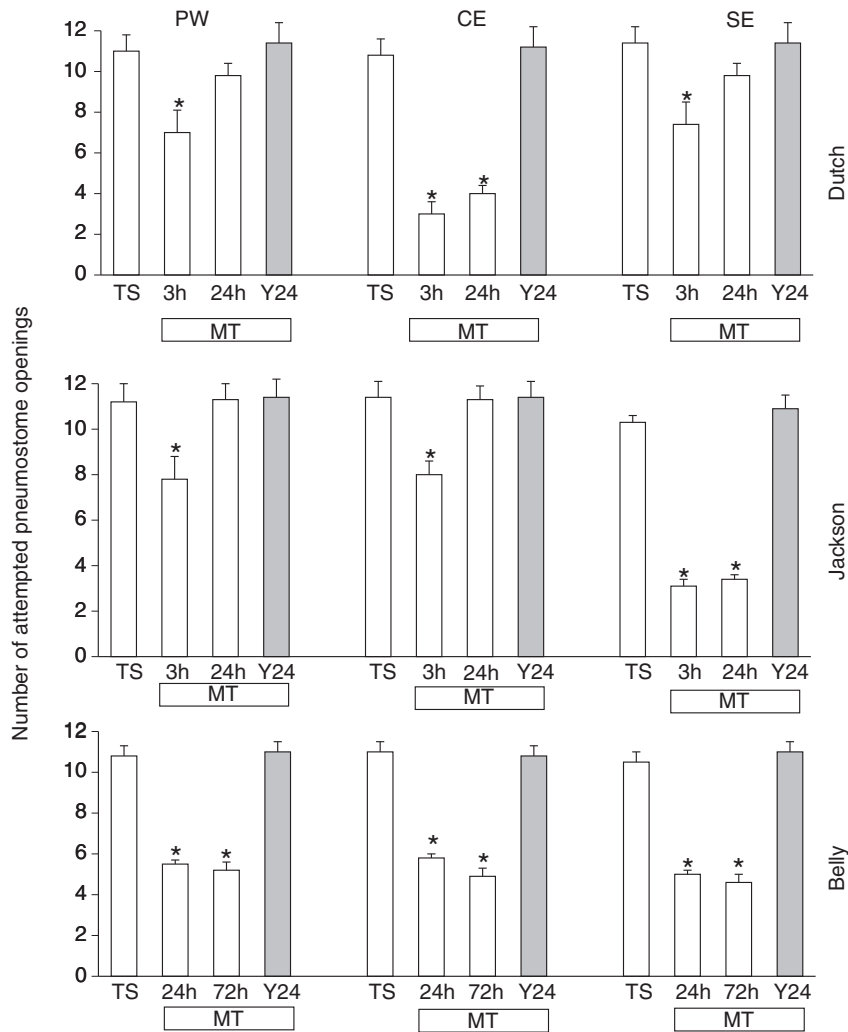 PW CE SE
12
10
8
6
4
2
0
TS 3h 24h Y24 TS 3h 24h Y24 TS 3h 24h Y24
MT MT MT
Dutch
* * * *
12
10
8
6
4
2
0
TS 3h 24h Y24 TS 3h 24h Y24 TS 3h 24h Y24
MT MT MT
Jackson
* * * *
12
10
8
6
4
2
0
TS 24h 72h Y24 TS 24h 72h Y24 TS 24h 72h Y24
MT MT MT
Belly
* * * * * *
Number of attempted pneumostome openings